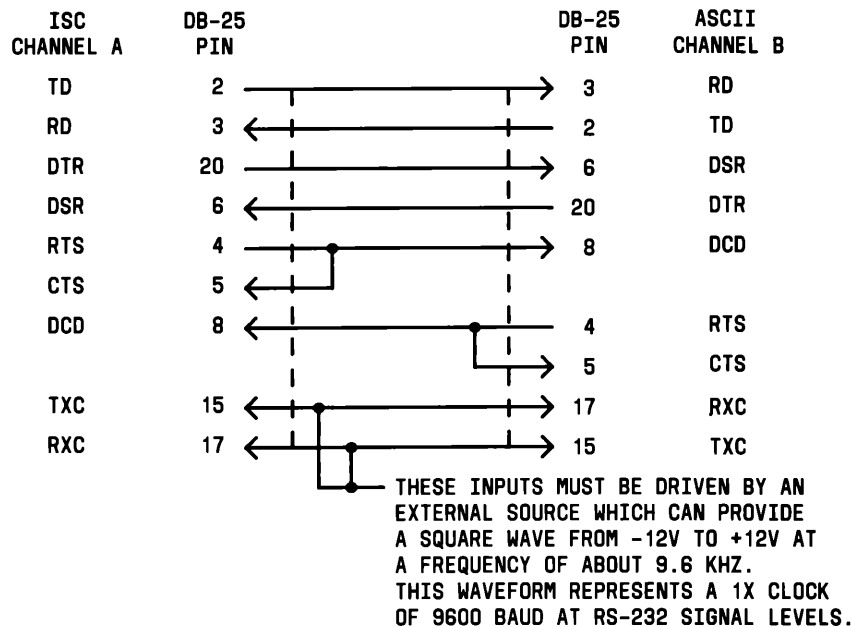 ISC DB-25 DB-25 ASCII
CHANNEL A PIN PIN CHANNEL B
TD 2 3 RD
RD 3 2 TD
DTR 20 6 DSR
DSR 6 20 DTR
RTS 4 8 DCD
CTS 5
DCD 8 4 RTS
5 CTS
TXC 15 17 RXC
RXC 17 15 TXC
THESE INPUTS MUST BE DRIVEN BY AN
EXTERNAL SOURCE WHICH CAN PROVIDE
A SQUARE WAVE FROM -12V TO +12V AT
A FREQUENCY OF ABOUT 9.6 KHZ.
THIS WAVEFORM REPRESENTS A 1X CLOCK
OF 9600 BAUD AT RS-232 SIGNAL LEVELS.